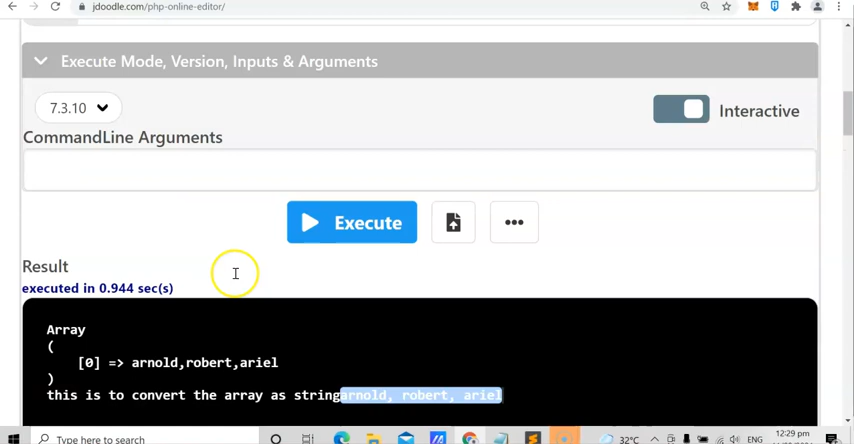 jdoodle.com/php-online-editor/
Execute Mode, Version, Inputs & Arguments
7.3.10
Interactive
CommandLine Arguments
Execute
Result
executed in 0.944 sec(s)
Array
(
[0] => arnold,robert,ariel
)
this is to convert the array as stringarnold, robert, ariel
Type here to search
32°C
ENG
12:29 pm